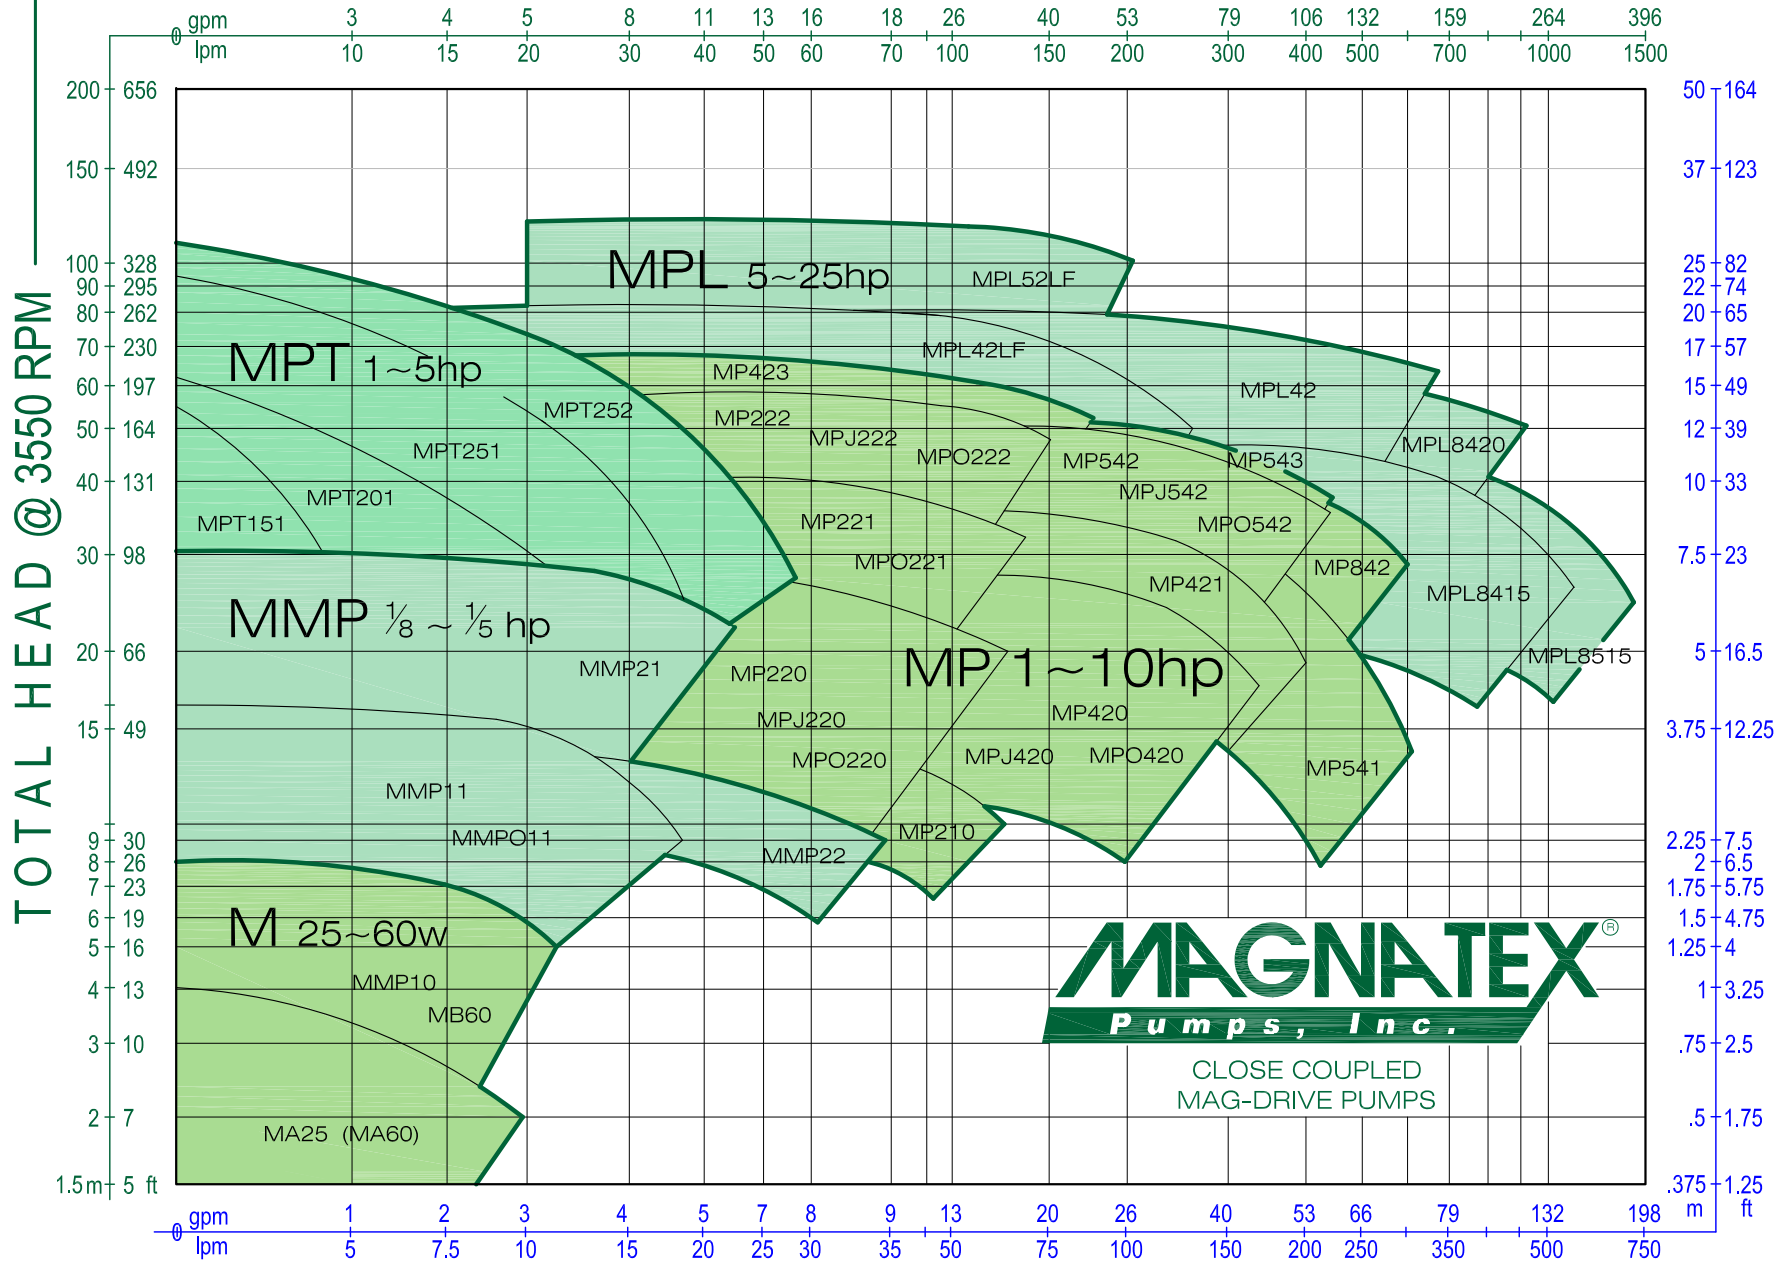 gpm 3 4 5 8 11 13 16 18 26 40 53 79 106 132 159 264 396
0
lpm 10 15 20 30 40 50 60 70 100 150 200 300 400 500 700 1000 1500
TOTAL HEAD @ 3550 RPM
200 656 50 164
150 492 37 123
100 328 25 82
90 295 22 74
80 262 20 65
70 230 17 57
60 197 15 49
50 164 12 39
40 131 10 33
30 98 7.5 23
20 66 5 16.5
15 49 3.75 12.25
9 30 2.25 7.5
8 26 2 6.5
7 23 1.75 5.75
6 19 1.5 4.75
5 16 1.25 4
4 13 1 3.25
3 10 .75 2.5
2 7 .5 1.75
1.5 m 5 ft .375 1.25
m ft
MPL 5~25hp
MPL52LF
MPL42LF
MPL42
MPL8420
MPL8415
MPL8515
MPT 1~5hp
MPT252
MPT251
MPT201
MPT151
MP423
MP222
MPJ222
MPO222
MP542
MP543
MPJ542
MPO542
MP221
MPO221
MP421
MP842
MMP ⅛ ~ ⅕ hp
MMP21
MMP11
MMPO11
MMP22
MP 1~10hp
MP220
MPJ220
MPO220
MP420
MPJ420
MPO420
MP541
MP210
M 25~60w
MMP10
MB60
MA25 (MA60)
MAGNATEX ®
Pumps, Inc.
CLOSE COUPLED
MAG-DRIVE PUMPS
gpm 1 2 3 4 5 7 8 9 13 20 26 40 53 66 79 132 198
0
lpm 5 7.5 10 15 20 25 30 35 50 75 100 150 200 250 350 500 750